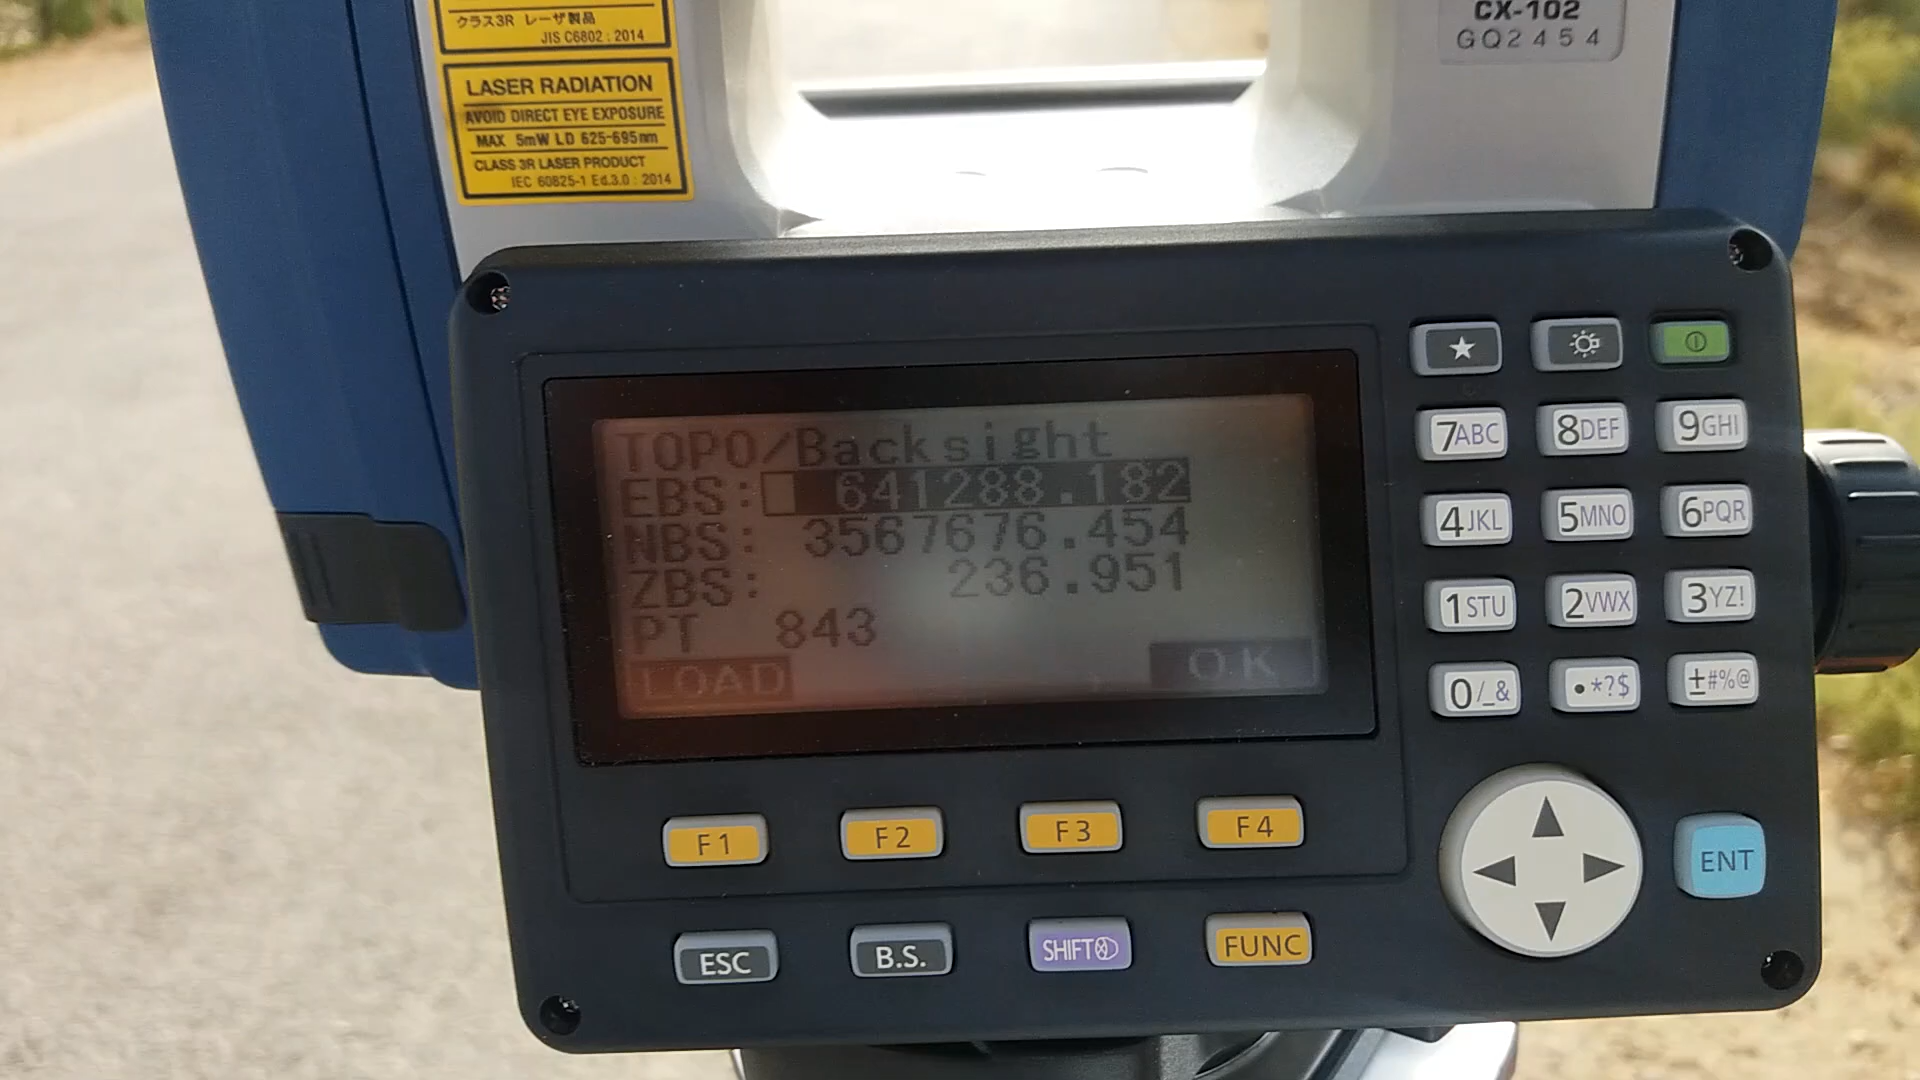 クラス3R レーザ製品
JIS C6802 : 2014
LASER RADIATION
AVOID DIRECT EYE EXPOSURE
MAX 5mW LD 625-695nm
CLASS 3R LASER PRODUCT
IEC 60825-1 Ed.3.0 : 2014
CX-102
GQ2454
TOPO/Backsight
EBS: 641288.182
NBS: 3567676.454
ZBS: 236.951
PT 843
LOAD OK
7ABC 8DEF 9GHI
4JKL 5MNO 6PQR
1STU 2VWX 3YZ!
0/_& •*?$ ±#%@
F1 F2 F3 F4
ENT
ESC B.S. SHIFT FUNC